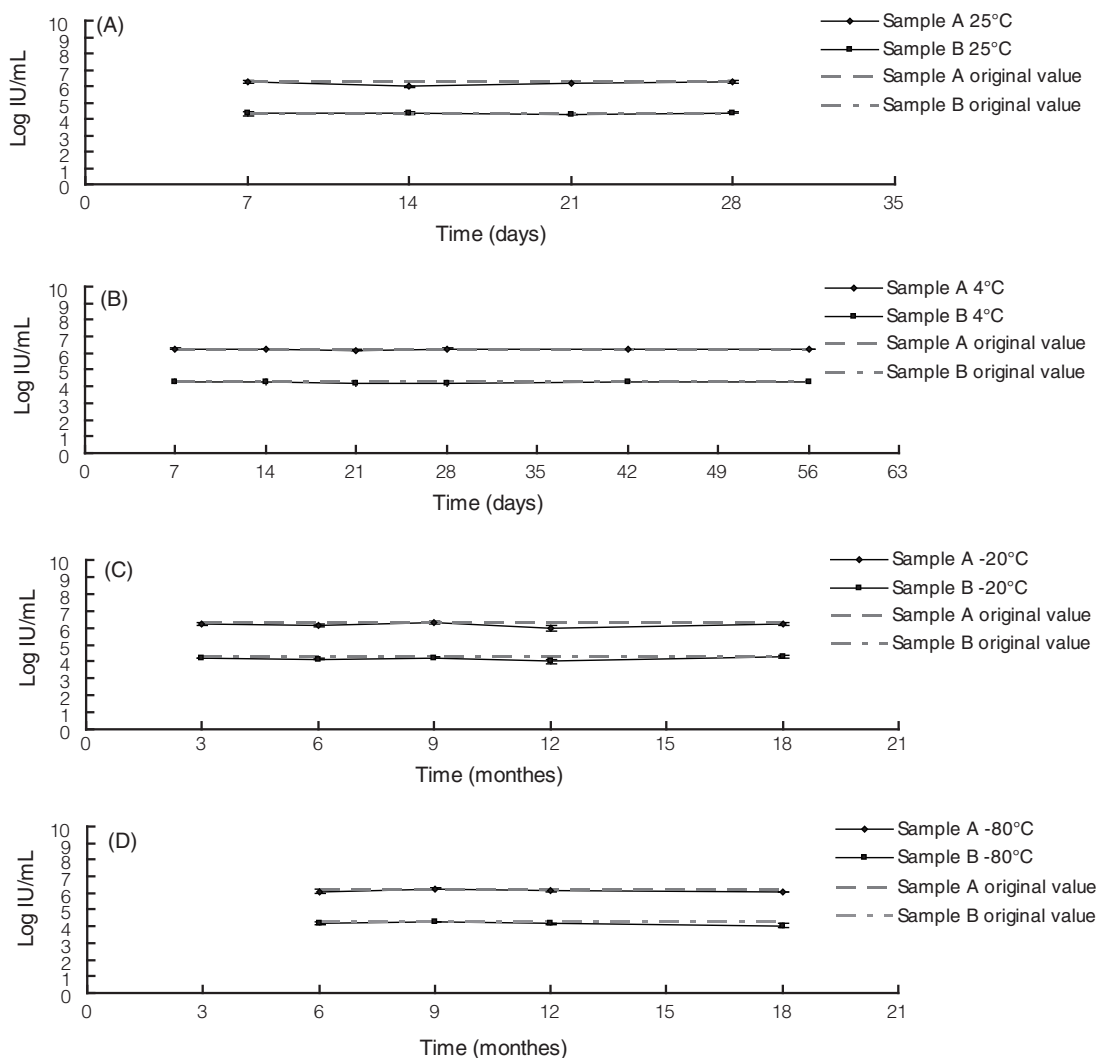 (A)
10
9
8
7
6
5
4
3
2
1
0
Log IU/mL
0 7 14 21 28 35
Time (days)
Sample A 25°C
Sample B 25°C
Sample A original value
Sample B original value
(B)
10
9
8
7
6
5
4
3
2
1
0
Log IU/mL
0 7 14 21 28 35 42 49 56 63
Time (days)
Sample A 4°C
Sample B 4°C
Sample A original value
Sample B original value
(C)
10
9
8
7
6
5
4
3
2
1
0
Log IU/mL
0 3 6 9 12 15 18 21
Time (monthes)
Sample A -20°C
Sample B -20°C
Sample A original value
Sample B original value
(D)
10
9
8
7
6
5
4
3
2
1
0
Log IU/mL
0 3 6 9 12 15 18 21
Time (monthes)
Sample A -80°C
Sample B -80°C
Sample A original value
Sample B original value